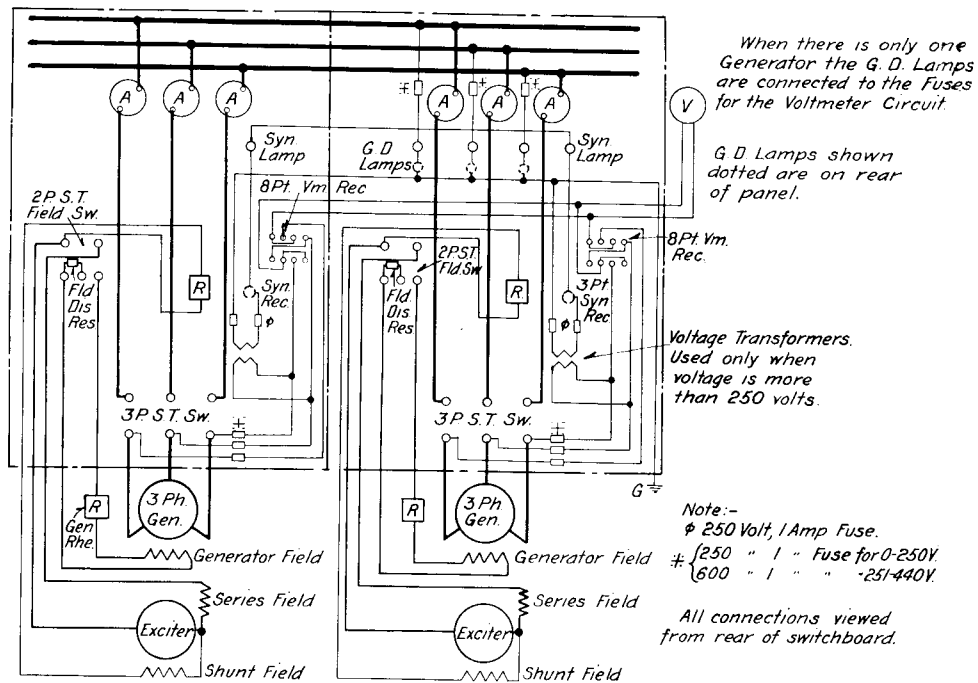 When there is only one
Generator the G. D. Lamps
are connected to the Fuses
for the Voltmeter Circuit.
A
A
A
A
A
A
V
Syn.
Lamp
G.D.
Lamps
Syn.
Lamp
G.D. Lamps shown
dotted are on rear
of panel.
2 P. S. T.
Field Sw.
8 Pt. Vm. Rec
8 Pt. Vm.
Rec.
2 P.S.T.
Fld. Sw.
Fld
Dis
Res
R
Syn
Rec.
ϕ
Fld
Dis
Res
R
3 Pt
Syn
Rec
ϕ
Voltage Transformers.
Used only when
voltage is more
than 250 volts.
3 P. S. T. Sw.
3 P. S. T. Sw.
G
R
Gen
Rhe.
3 Ph.
Gen.
R
3 Ph.
Gen.
Generator Field
Generator Field
Series Field
Series Field
Exciter
Exciter
Shunt Field
Shunt Field
Note:-
ϕ 250 Volt, 1 Amp Fuse.
⁜ { 250 " 1 " Fuse for 0-250V.
600 " 1 " " -251-440V.
All connections viewed
from rear of switchboard.